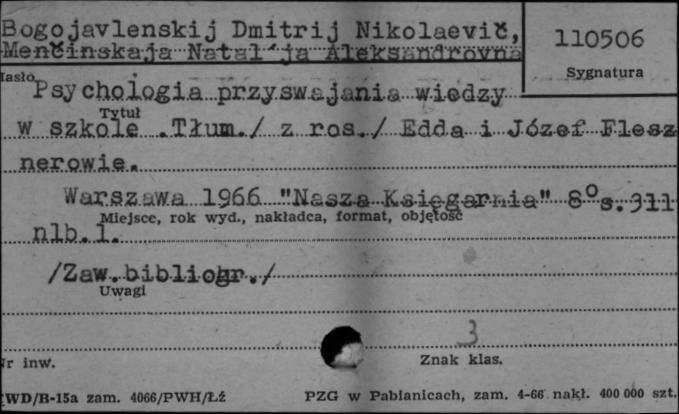 Bogojavlenskij Dmitrij Nikolaevič,
Menčinskaja Natal'ja Aleksandrovna
110506
Sygnatura
Hasło
Psychologia przyswajania wiedzy
Tytuł
w szkole .Tłum./ z ros./ Edda i Józef Flesz
nerowie.
Warszawa 1966 "Nasza Księgarnia" 8° s.311
Miejsce, rok wyd., nakładca, format, objętość
nlb.1.
/Zaw.bibliogr./
Uwagi
3
Nr inw.
Znak klas.
WD/B-15a zam. 4066/PWH/Łź
PZG w Pabianicach, zam. 4-66 nakł. 400 000 szt.